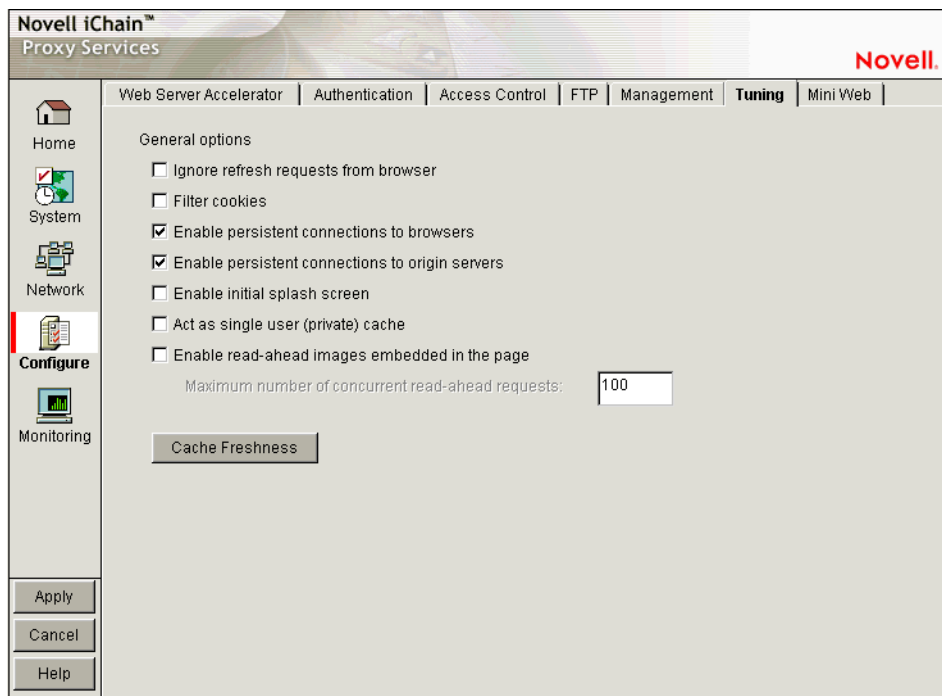 Novell iChain™
Proxy Services
Novell.
Home
System
Network
Configure
Monitoring
Apply
Cancel
Help
Web Server Accelerator
Authentication
Access Control
FTP
Management
Tuning
Mini Web
General options
Ignore refresh requests from browser
Filter cookies
Enable persistent connections to browsers
Enable persistent connections to origin servers
Enable initial splash screen
Act as single user (private) cache
Enable read-ahead images embedded in the page
Maximum number of concurrent read-ahead requests: 100
Cache Freshness